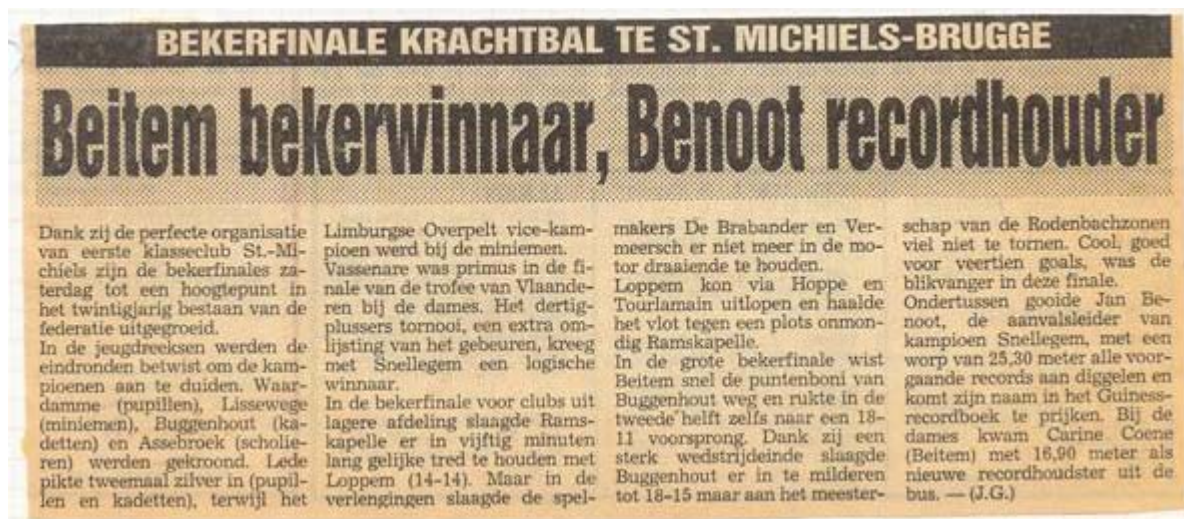 BEKERFINALE KRACHTBAL TE ST. MICHIELS-BRUGGE
Beitem bekerwinnaar, Benoot recordhouder
Dank zij de perfecte organisatie
van eerste klasseclub St.-Mi-
chiels zijn de bekerfinales za-
terdag tot een hoogtepunt in
het twintigjarig bestaan van de
federatie uitgegroeid.
In de jeugdreeksen werden de
eindronden betwist om de kam-
pioenen aan te duiden. Waar-
damme (pupillen), Lissewege
(miniemen), Buggenhout (ka-
detten) en Assebroek (scholie-
ren) werden gekroond. Lede
pikte tweemaal zilver in (pupil-
len en kadetten), terwijl het
Limburgse Overpelt vice-kam-
pioen werd bij de miniemen.
Vassenare was primus in de fi-
nale van de trofee van Vlaande-
ren bij de dames. Het dertig-
plussers tornooi, een extra om-
lijsting van het gebeuren, kreeg
met Snellegem een logische
winnaar.
In de bekerfinale voor clubs uit
lagere afdeling slaagde Rams-
kapelle er in vijftig minuten
lang gelijke tred te houden met
Loppem (14-14). Maar in de
verlengingen slaagde de spel-
makers De Brabander en Ver-
meersch er niet meer in de mo-
tor draaiende te houden.
Loppem kon via Hoppe en
Tourlamain uitlopen en haalde
het vlot tegen een plots onmon-
dig Ramskapelle.
In de grote bekerfinale wist
Beitem snel de puntenboni van
Buggenhout weg en rukte in de
tweede helft zelfs naar een 18-
11 voorsprong. Dank zij een
sterk wedstrijdeinde slaagde
Buggenhout er in te milderen
tot 18-15 maar aan het meester-
schap van de Rodenbachzonen
viel niet te tornen. Cool, goed
voor veertien goals, was de
blikvanger in deze finale.
Ondertussen gooide Jan Be-
noot, de aanvalsleider van
kampioen Snellegem, met een
worp van 25,30 meter alle voor-
gaande records aan diggelen en
komt zijn naam in het Guiness-
recordboek te prijken. Bij de
dames kwam Carine Coene
(Beitem) met 16,90 meter als
nieuwe recordhoudster uit de
bus. — (J.G.)